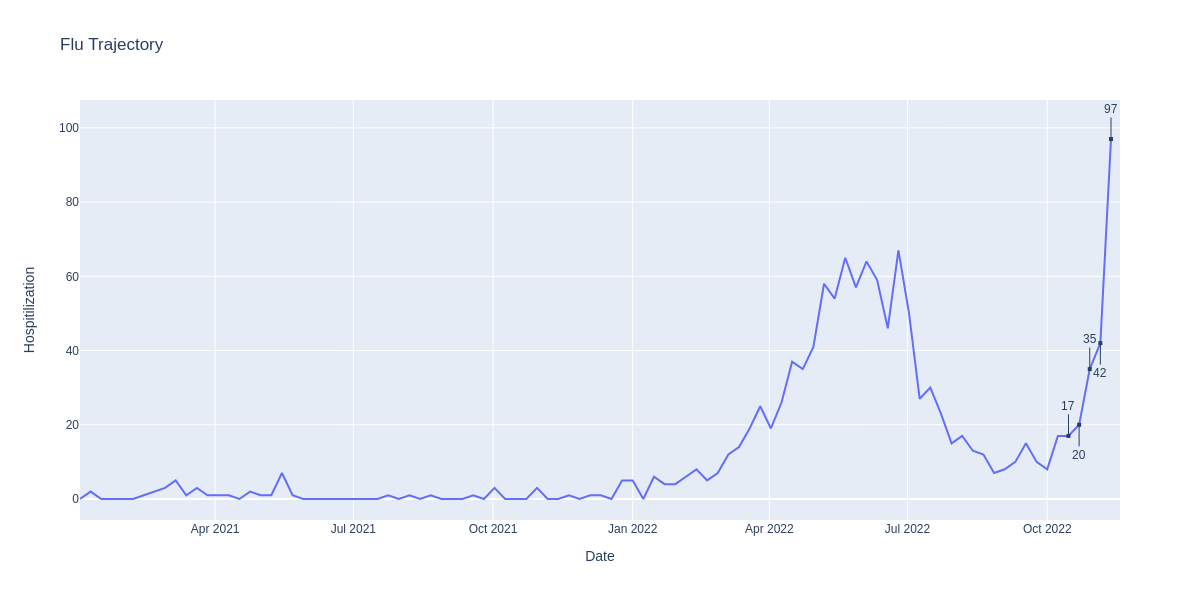 Flu Trajectory
97
100
80
60
40
20
0
35
42
17
20
Hospitilization
Apr 2021
Jul 2021
Oct 2021
Jan 2022
Apr 2022
Jul 2022
Oct 2022
Date